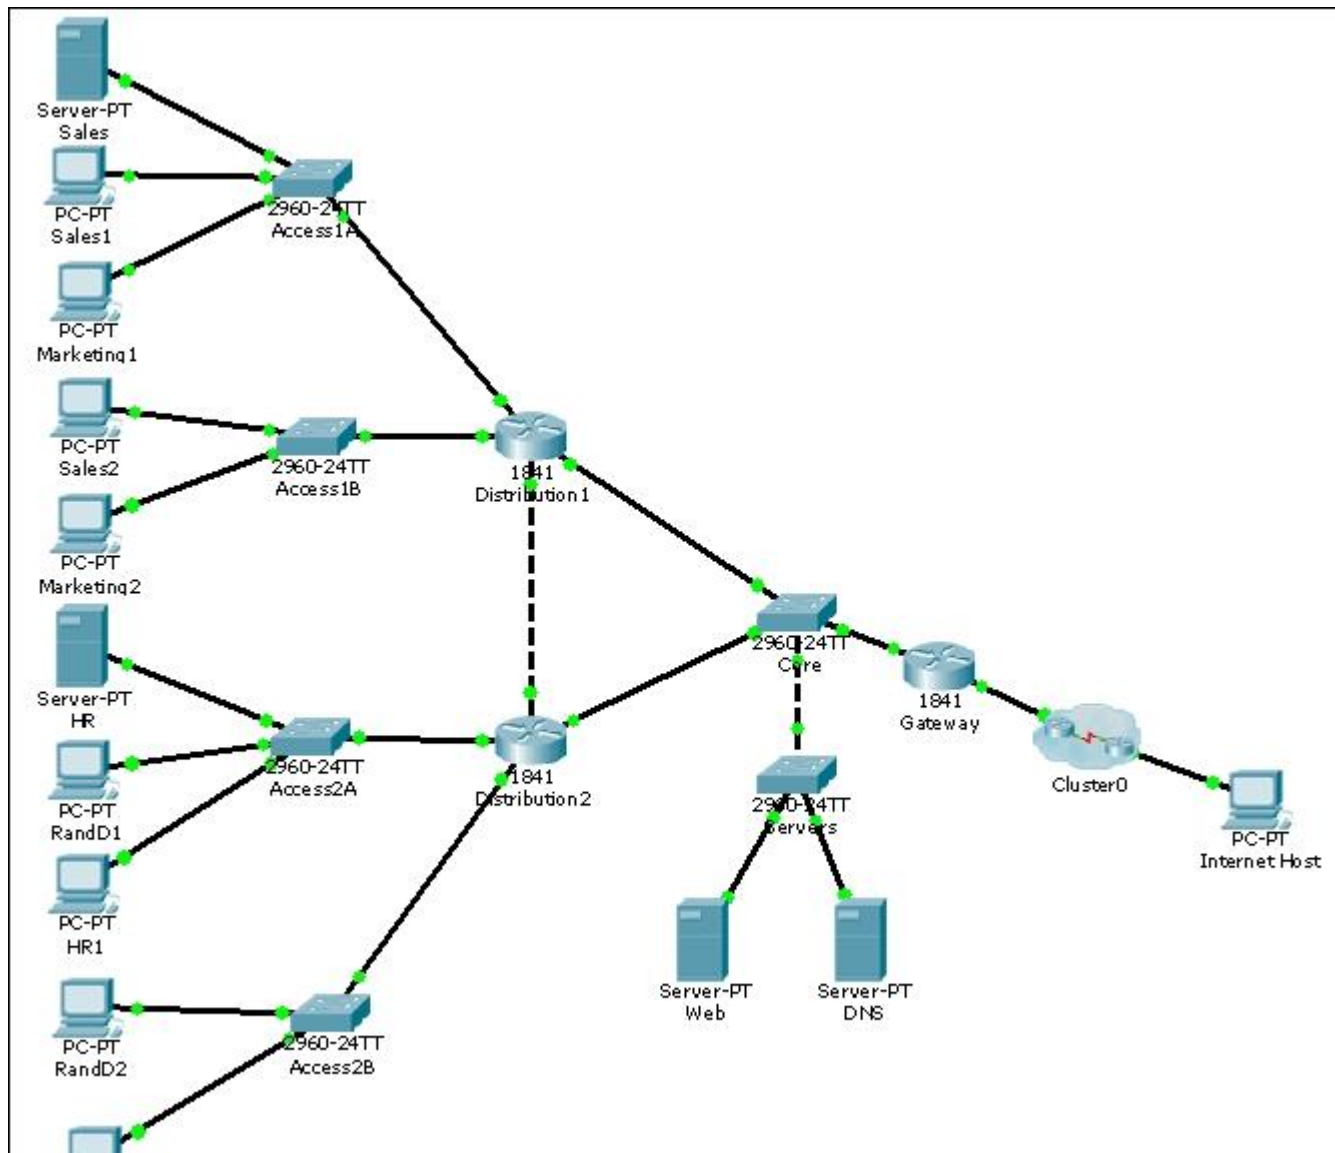 Server-PT
Sales
PC-PT
Sales1
2960-24TT
Access1A
PC-PT
Marketing1
PC-PT
Sales2
2960-24TT
Access1B
1841
Distribution1
PC-PT
Marketing2
Server-PT
HR
2960-24TT
Core
1841
Gateway
PC-PT
RandD1
2960-24TT
Access2A
1841
Distribution2
2960-24TT
Servers
Cluster0
PC-PT
Internet Host
PC-PT
HR1
Server-PT
Web
Server-PT
DNS
PC-PT
RandD2
2960-24TT
Access2B